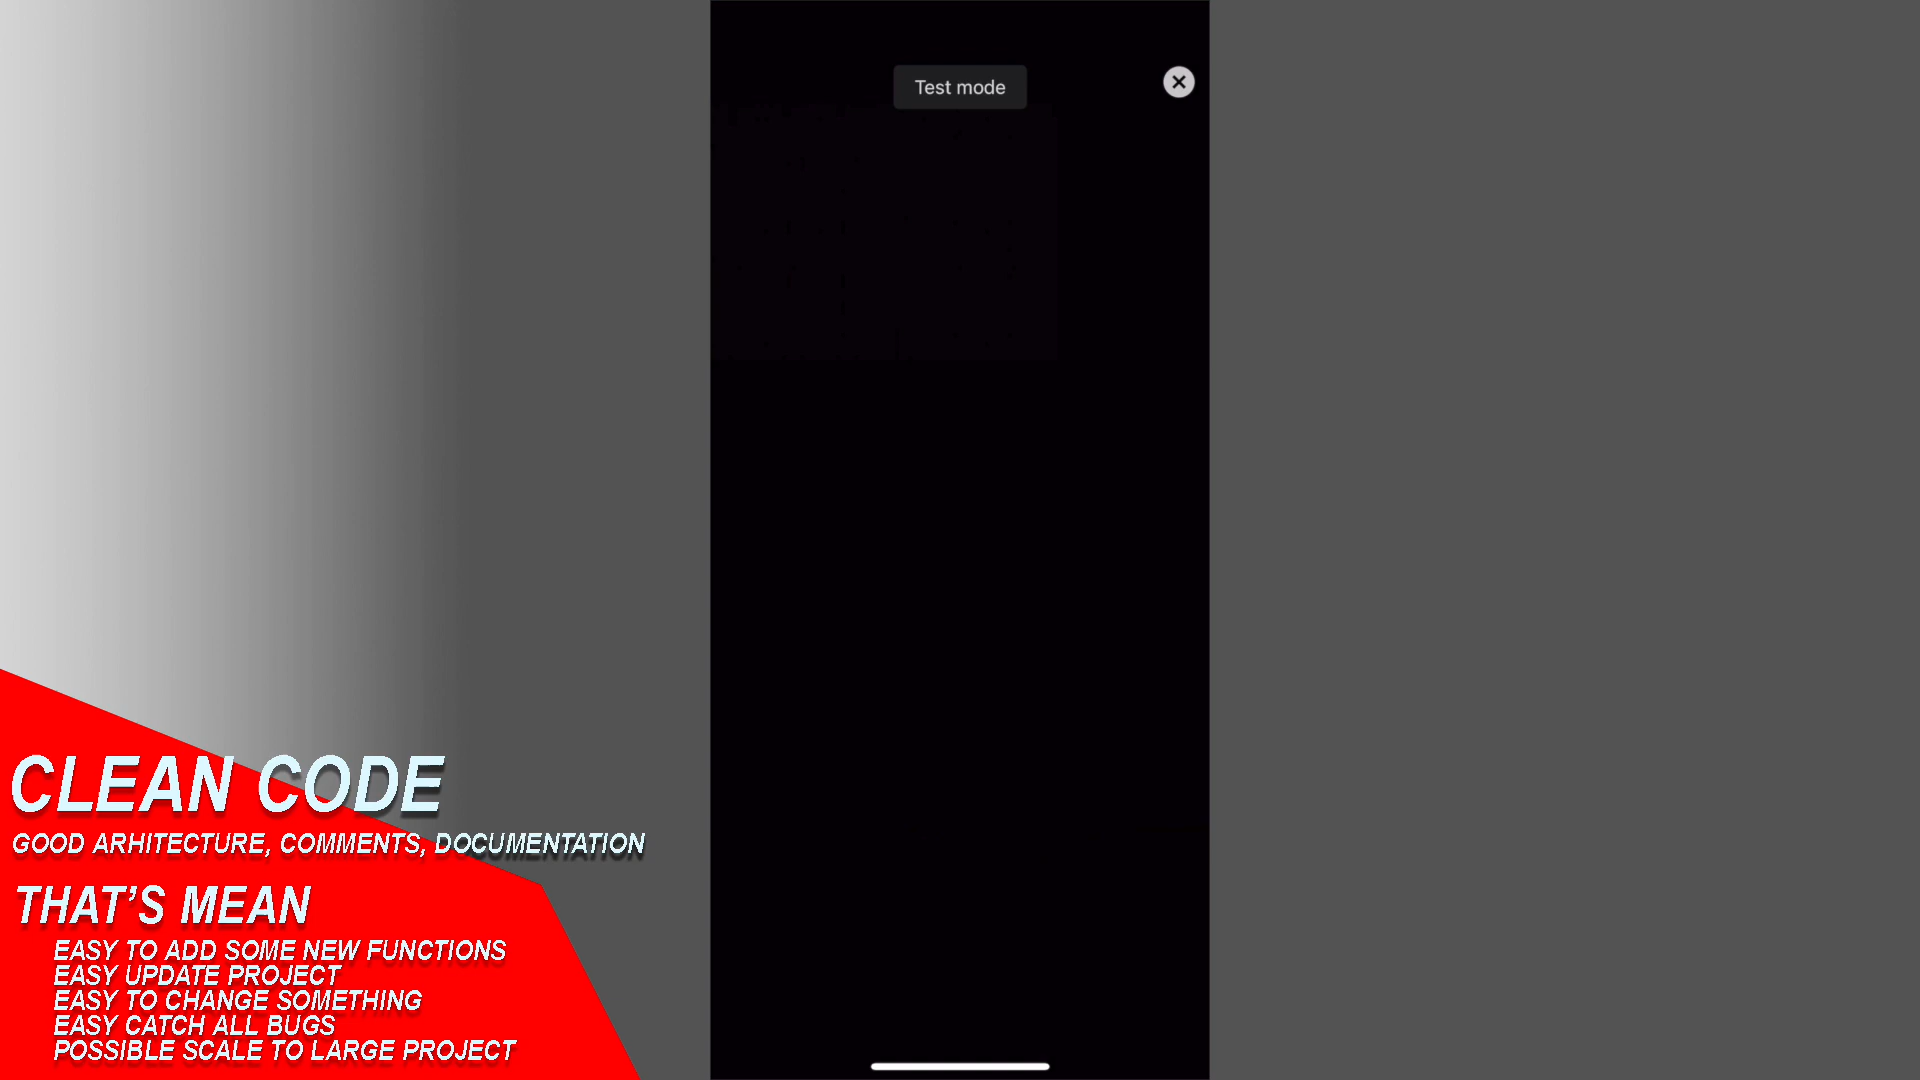 Test mode
CLEAN CODE
GOOD ARHITECTURE, COMMENTS, DOCUMENTATION
THAT'S MEAN
EASY TO ADD SOME NEW FUNCTIONS
EASY UPDATE PROJECT
EASY TO CHANGE SOMETHING
EASY CATCH ALL BUGS
POSSIBLE SCALE TO LARGE PROJECT